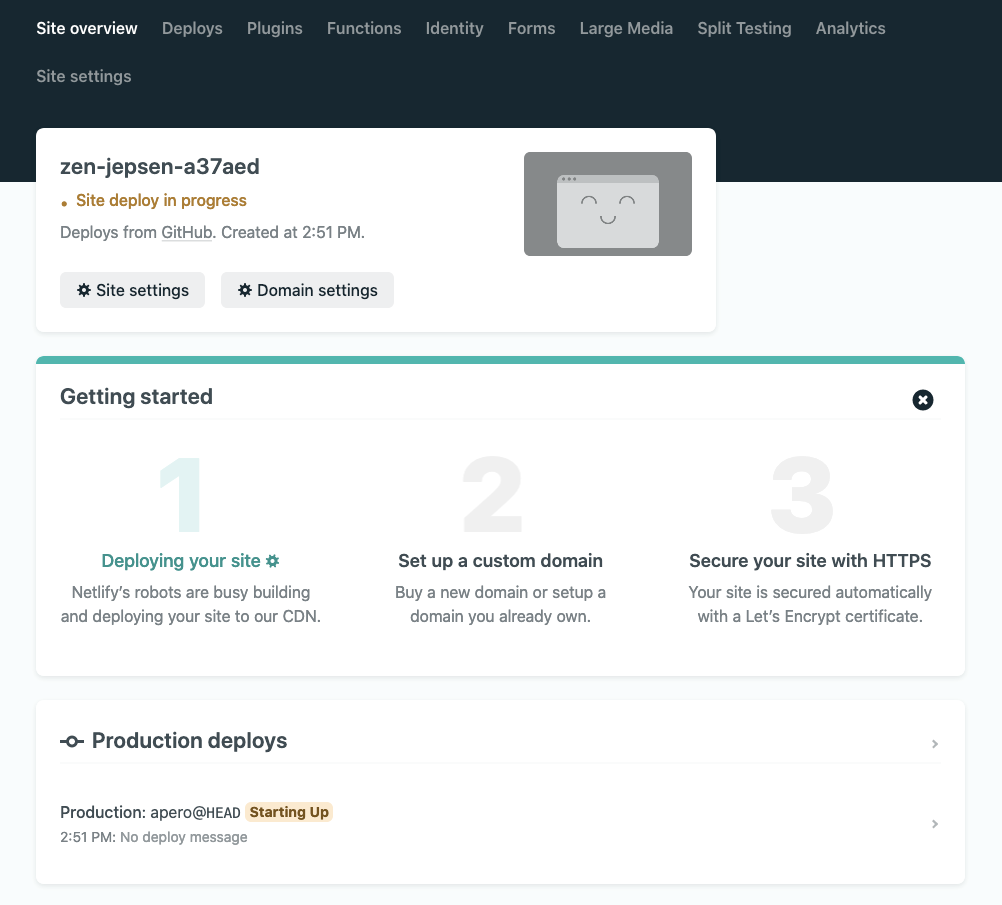 Site overview Deploys Plugins Functions Identity Forms Large Media Split Testing Analytics
Site settings
zen-jepsen-a37aed
Site deploy in progress
Deploys from GitHub. Created at 2:51 PM.
Site settings Domain settings
Getting started
1 2 3
Deploying your site Set up a custom domain Secure your site with HTTPS
Netlify’s robots are busy building Buy a new domain or setup a Your site is secured automatically
and deploying your site to our CDN. domain you already own. with a Let’s Encrypt certificate.
Production deploys
Production: apero@HEAD Starting Up
2:51 PM: No deploy message